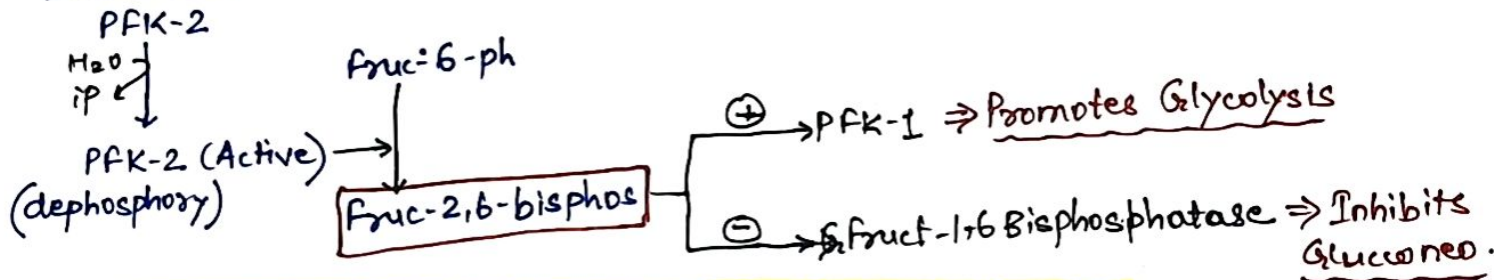 PFK-2
H2O
iP
PFK-2 (Active)
(dephosphory)
Fruc-6-ph
Fruc-2,6-bisphos
⊕
PFK-1 ⇒ Promotes Glycolysis
⊖
Fruct-1,6 Bisphosphatase ⇒ Inhibits
Gluconeo.